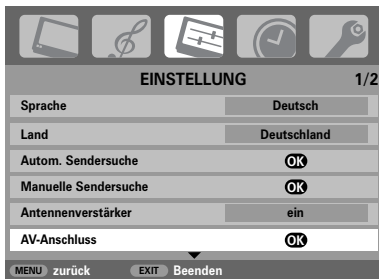 EINSTELLUNG 1/2
Sprache Deutsch
Land Deutschland
Autom. Sendersuche OK
Manuelle Sendersuche OK
Antennenverstärker ein
AV-Anschluss OK
MENU zurück EXIT Beenden